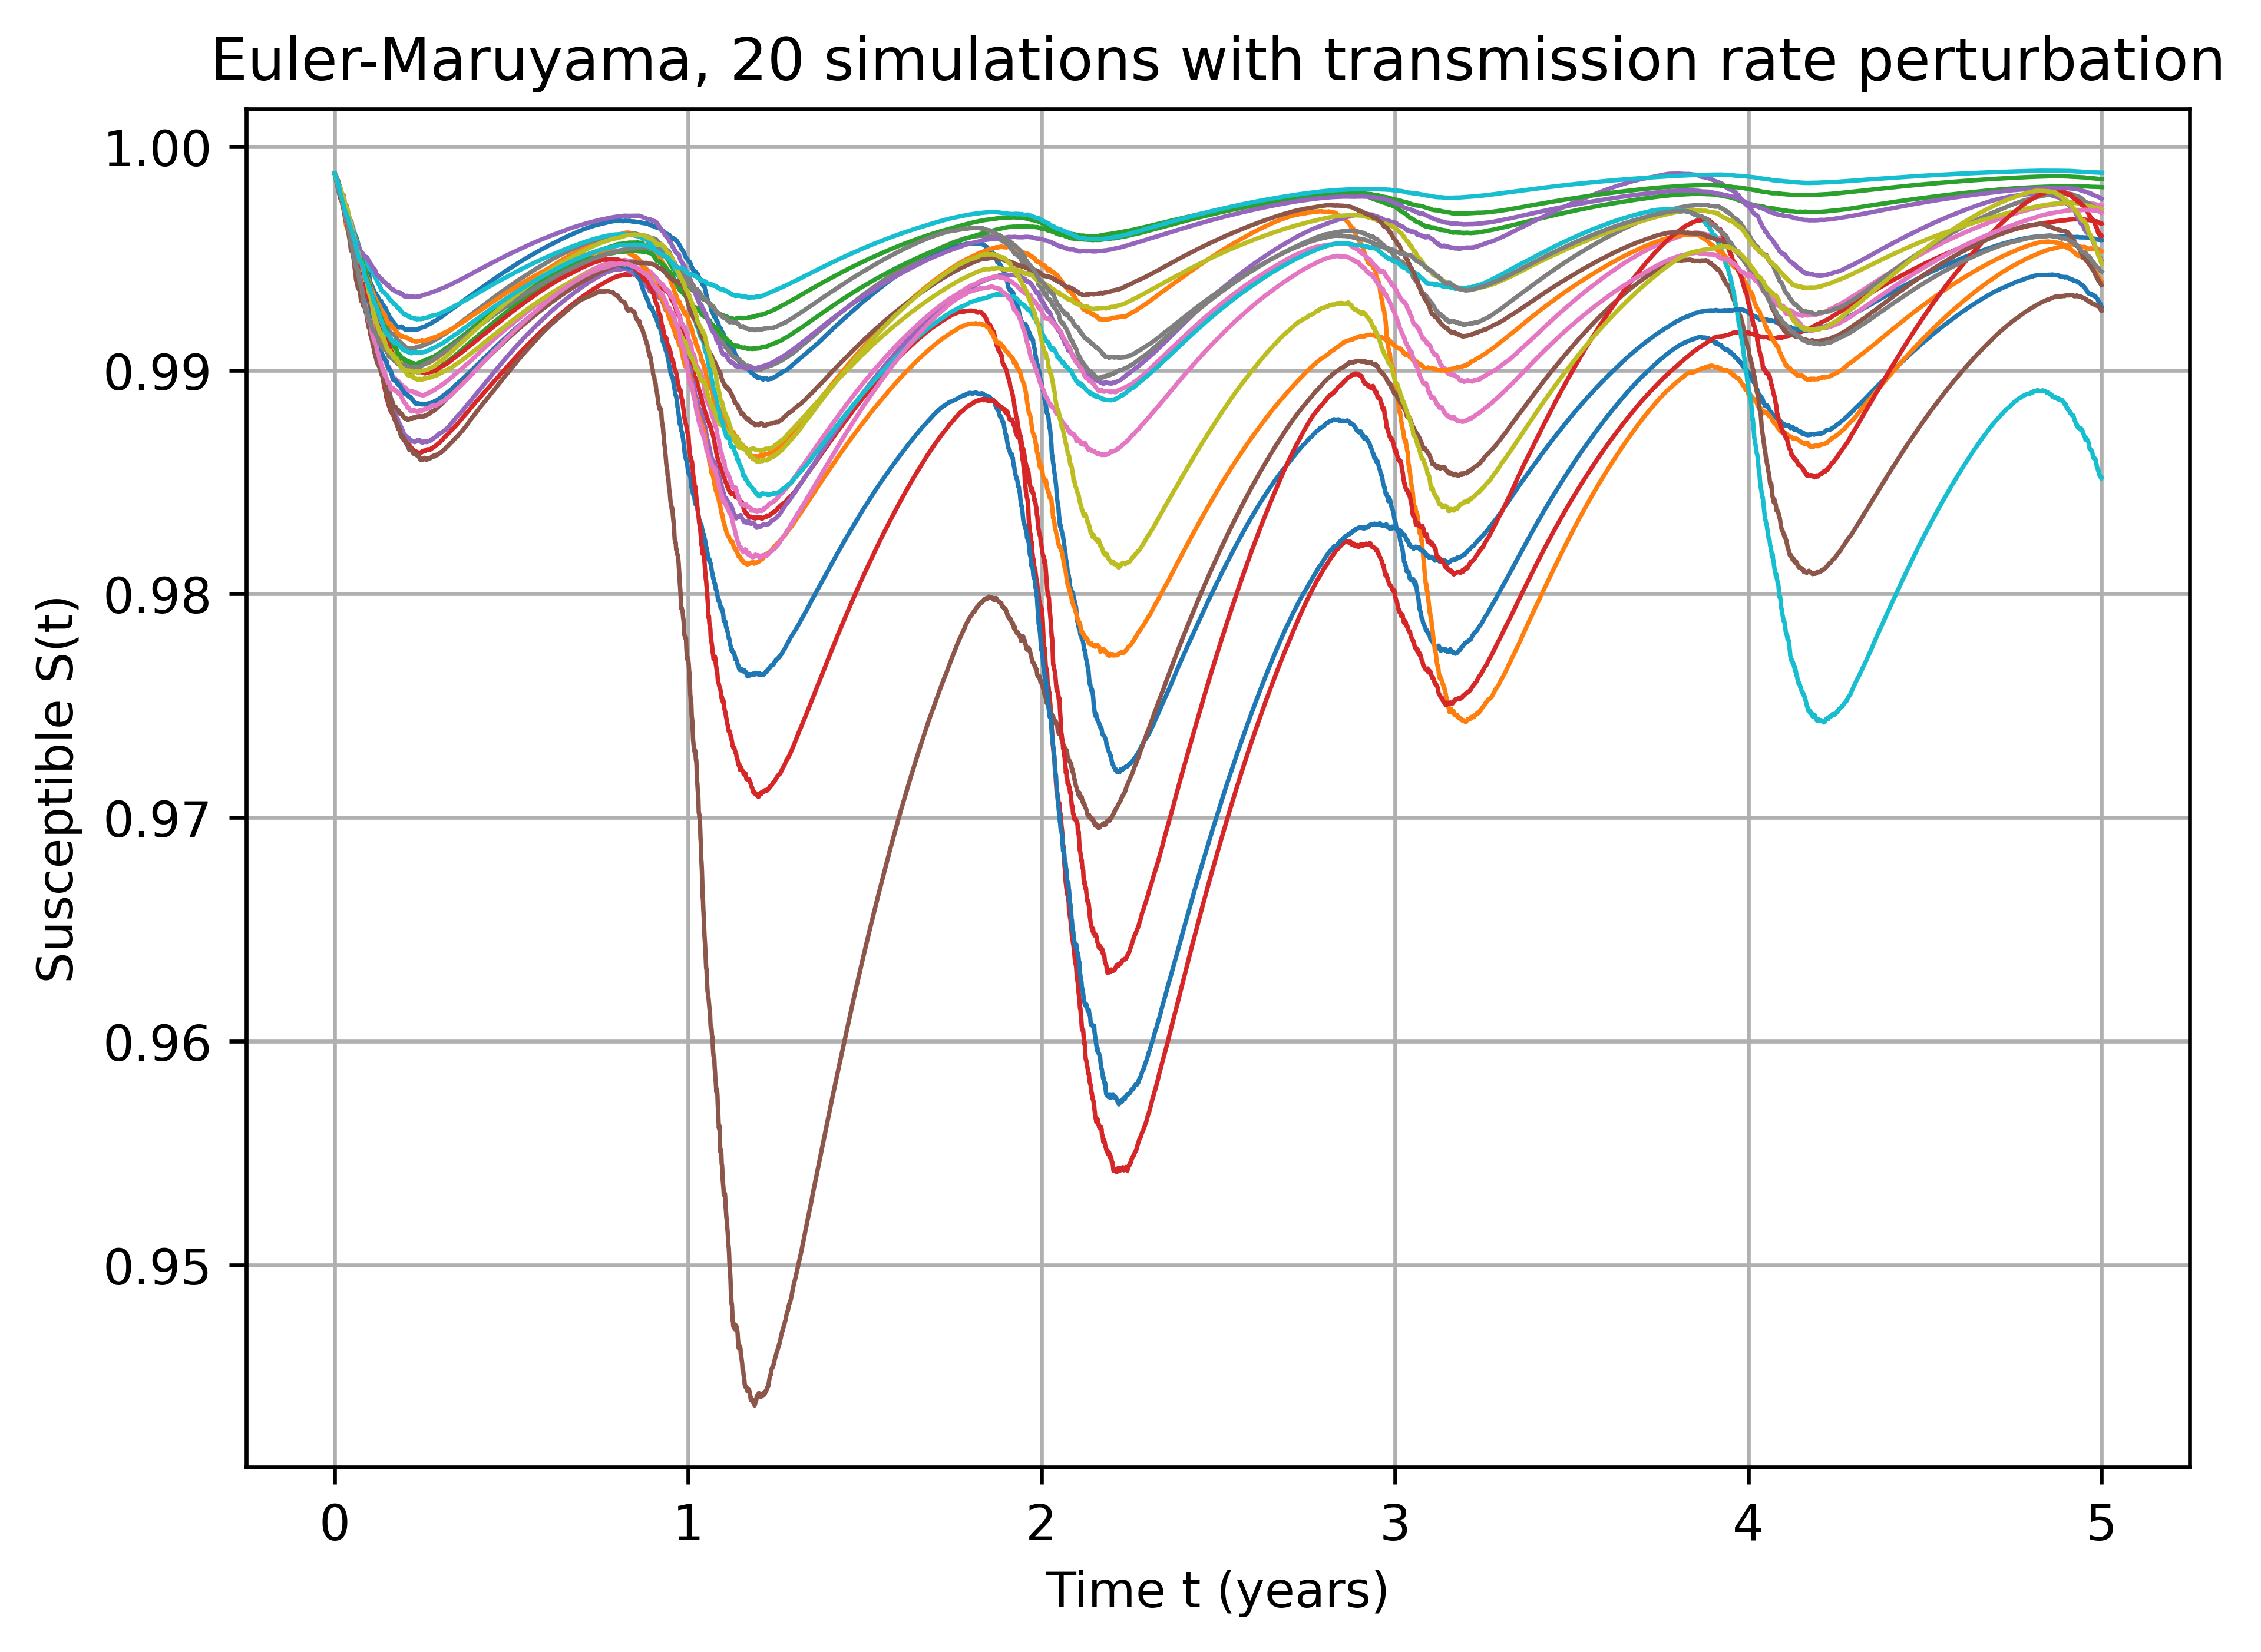 Euler-Maruyama, 20 simulations with transmission rate perturbation
1.00
0.99
0.98
0.97
0.96
0.95
Susceptible S(t)
0 1 2 3 4 5
Time t (years)